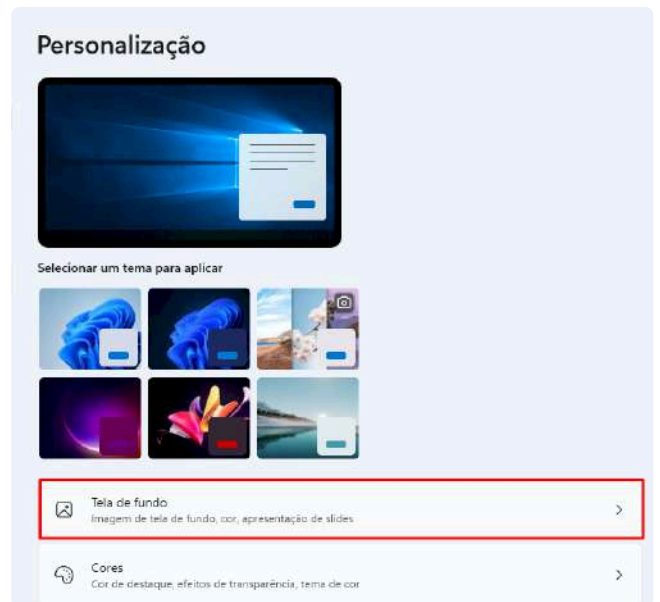 Personalização
Selecionar um tema para aplicar
Tela de fundo
Imagem de tela de fundo, cor, apresentação de slides
Cores
Cor de destaque, efeitos de transparência, tema de cor